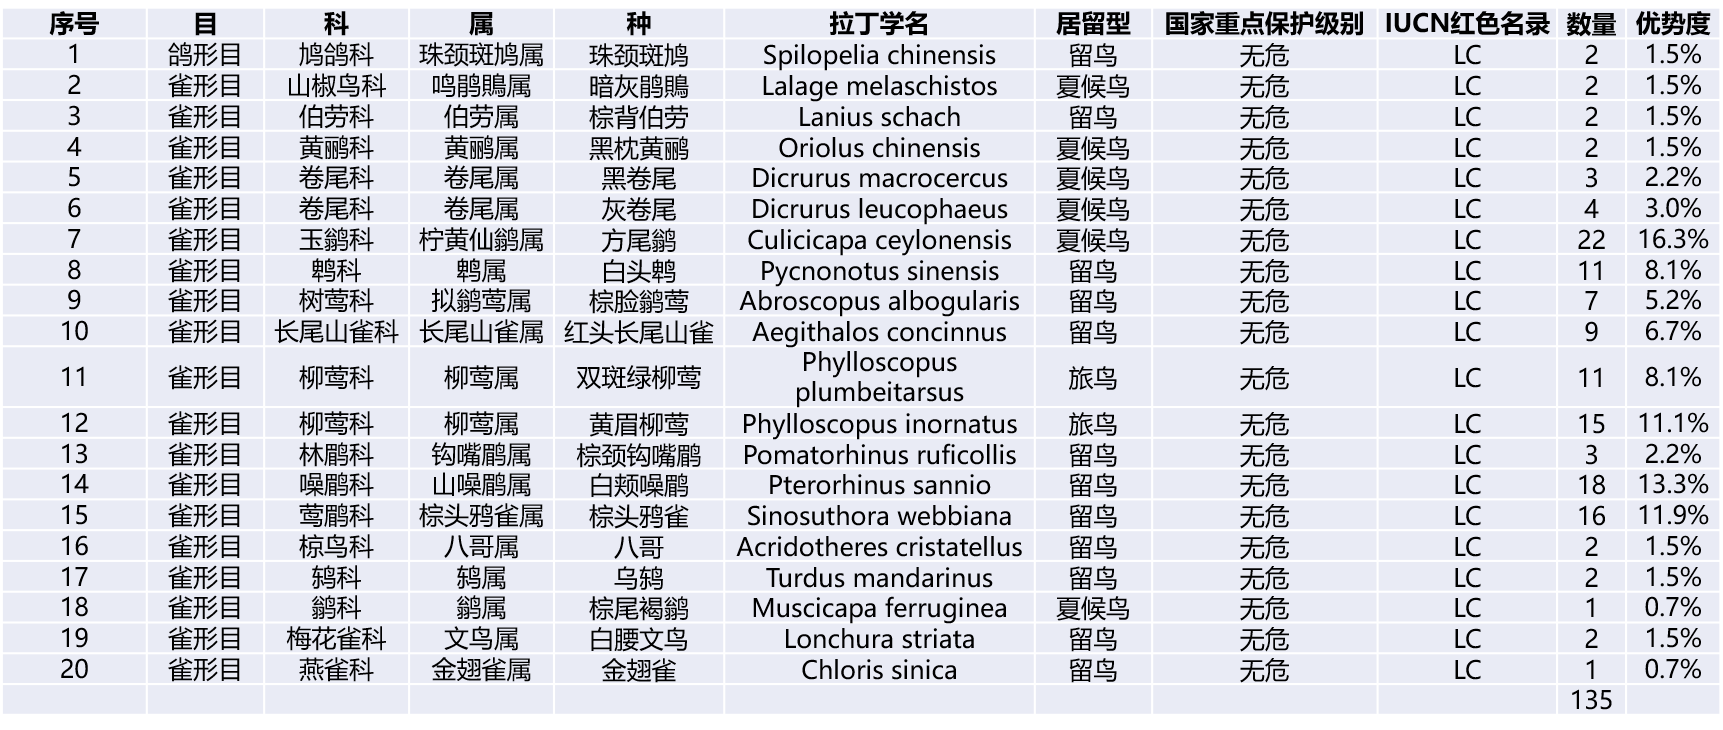 序号 目 科 属 种 拉丁学名 居留型 国家重点保护级别 IUCN红色名录 数量 优势度
1 鸽形目 鸠鸽科 珠颈斑鸠属 珠颈斑鸠 Spilopelia chinensis 留鸟 无危 LC 2 1.5%
2 雀形目 山椒鸟科 鸣鹃鵙属 暗灰鹃鵙 Lalage melaschistos 夏候鸟 无危 LC 2 1.5%
3 雀形目 伯劳科 伯劳属 棕背伯劳 Lanius schach 留鸟 无危 LC 2 1.5%
4 雀形目 黄鹂科 黄鹂属 黑枕黄鹂 Oriolus chinensis 夏候鸟 无危 LC 2 1.5%
5 雀形目 卷尾科 卷尾属 黑卷尾 Dicrurus macrocercus 夏候鸟 无危 LC 3 2.2%
6 雀形目 卷尾科 卷尾属 灰卷尾 Dicrurus leucophaeus 夏候鸟 无危 LC 4 3.0%
7 雀形目 玉鹟科 柠黄仙鹟属 方尾鹟 Culicicapa ceylonensis 夏候鸟 无危 LC 22 16.3%
8 雀形目 鹎科 鹎属 白头鹎 Pycnonotus sinensis 留鸟 无危 LC 11 8.1%
9 雀形目 树莺科 拟鹟莺属 棕脸鹟莺 Abroscopus albogularis 留鸟 无危 LC 7 5.2%
10 雀形目 长尾山雀科 长尾山雀属 红头长尾山雀 Aegithalos concinnus 留鸟 无危 LC 9 6.7%
11 雀形目 柳莺科 柳莺属 双斑绿柳莺 Phylloscopus
plumbeitarsus 旅鸟 无危 LC 11 8.1%
12 雀形目 柳莺科 柳莺属 黄眉柳莺 Phylloscopus inornatus 旅鸟 无危 LC 15 11.1%
13 雀形目 林鹛科 钩嘴鹛属 棕颈钩嘴鹛 Pomatorhinus ruficollis 留鸟 无危 LC 3 2.2%
14 雀形目 噪鹛科 山噪鹛属 白颊噪鹛 Pterorhinus sannio 留鸟 无危 LC 18 13.3%
15 雀形目 莺鹛科 棕头鸦雀属 棕头鸦雀 Sinosuthora webbiana 留鸟 无危 LC 16 11.9%
16 雀形目 椋鸟科 八哥属 八哥 Acridotheres cristatellus 留鸟 无危 LC 2 1.5%
17 雀形目 鸫科 鸫属 乌鸫 Turdus mandarinus 留鸟 无危 LC 2 1.5%
18 雀形目 鹟科 鹟属 棕尾褐鹟 Muscicapa ferruginea 夏候鸟 无危 LC 1 0.7%
19 雀形目 梅花雀科 文鸟属 白腰文鸟 Lonchura striata 留鸟 无危 LC 2 1.5%
20 雀形目 燕雀科 金翅雀属 金翅雀 Chloris sinica 留鸟 无危 LC 1 0.7%
135